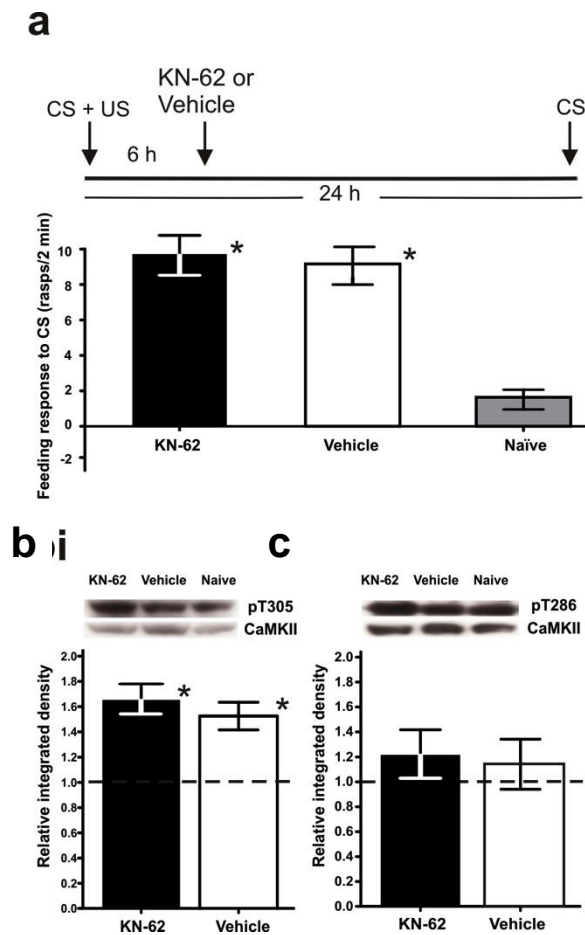 a
KN-62 or
Vehicle
CS + US
CS
6 h
24 h
Feeding response to CS (rasps/2 min)
10
8
6
4
2
0
-2
*
*
KN-62
Vehicle
Naïve
b
i
KN-62 Vehicle Naive
pT305
CaMKII
Relative integrated density
2.0
1.8
1.6
1.4
1.2
1.0
0.8
0.6
0.4
0.2
0.0
*
*
KN-62
Vehicle
c
KN-62 Vehicle Naive
pT286
CaMKII
Relative integrated density
2.0
1.8
1.6
1.4
1.2
1.0
0.8
0.6
0.4
0.2
0.0
KN-62
Vehicle